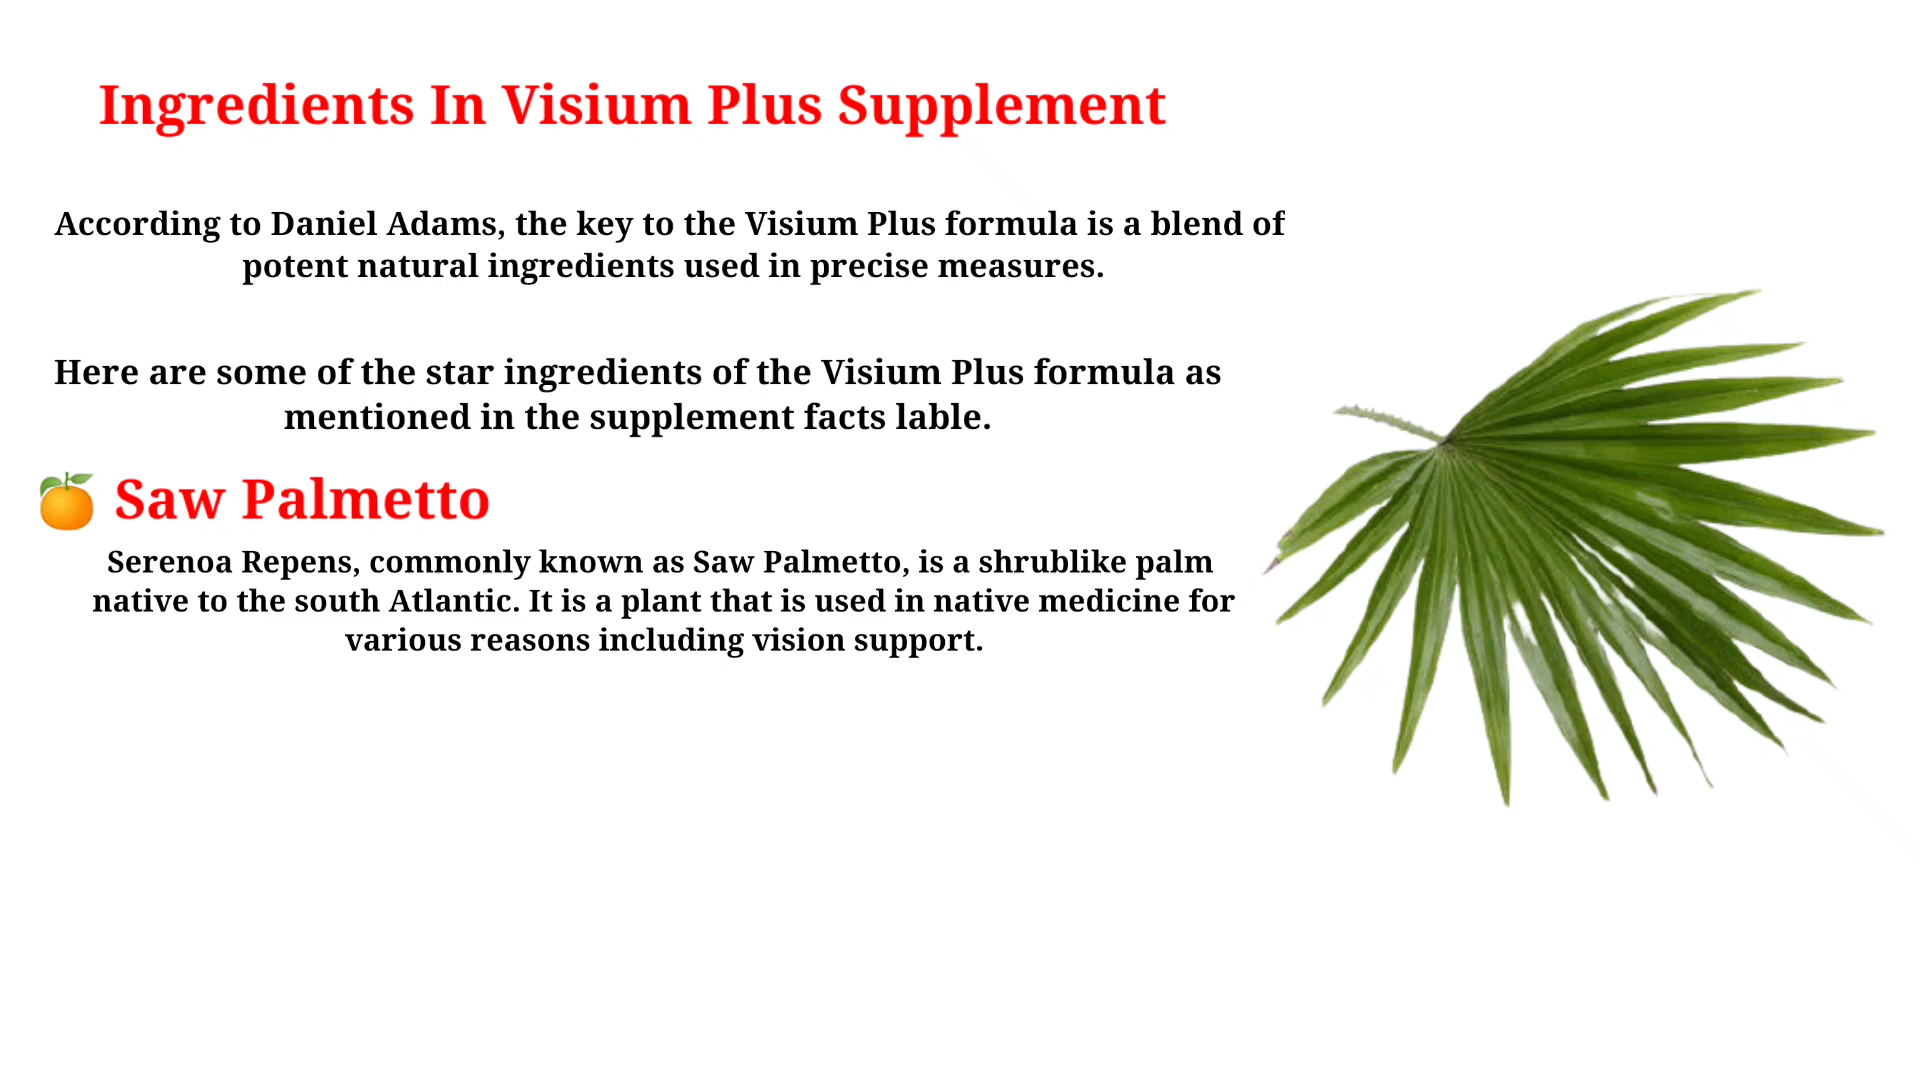 Ingredients In Visium Plus Supplement
According to Daniel Adams, the key to the Visium Plus formula is a blend of
potent natural ingredients used in precise measures.
Here are some of the star ingredients of the Visium Plus formula as
mentioned in the supplement facts lable.
Saw Palmetto
Serenoa Repens, commonly known as Saw Palmetto, is a shrublike palm
native to the south Atlantic. It is a plant that is used in native medicine for
various reasons including vision support.